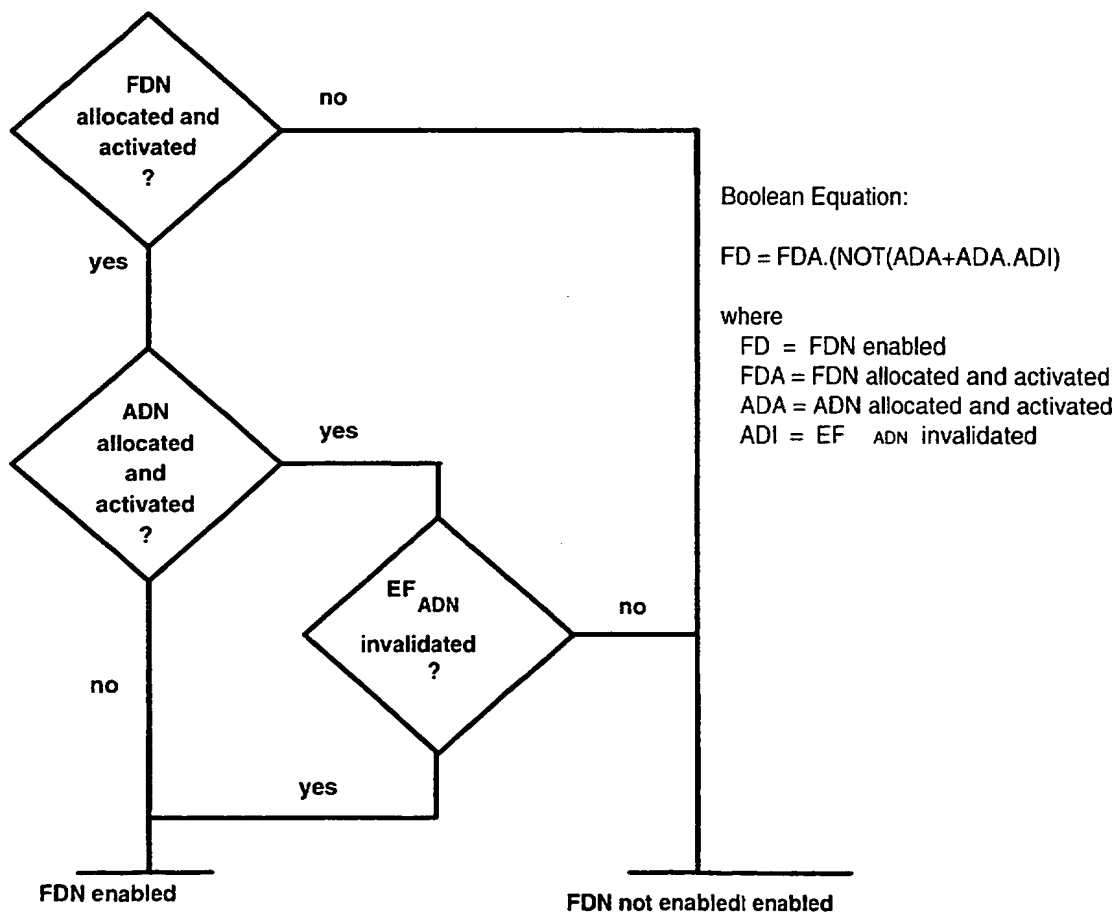 FDN
allocated and
activated
?
no
yes
Boolean Equation:
FD = FDA.(NOT(ADA+ADA.ADI)
where
FD = FDN enabled
FDA = FDN allocated and activated
ADA = ADN allocated and activated
ADI = EF ADN invalidated
ADN
allocated
and
activated
?
yes
EF ADN
invalidated
?
no
no
yes
FDN enabled
FDN not enabledt enabled